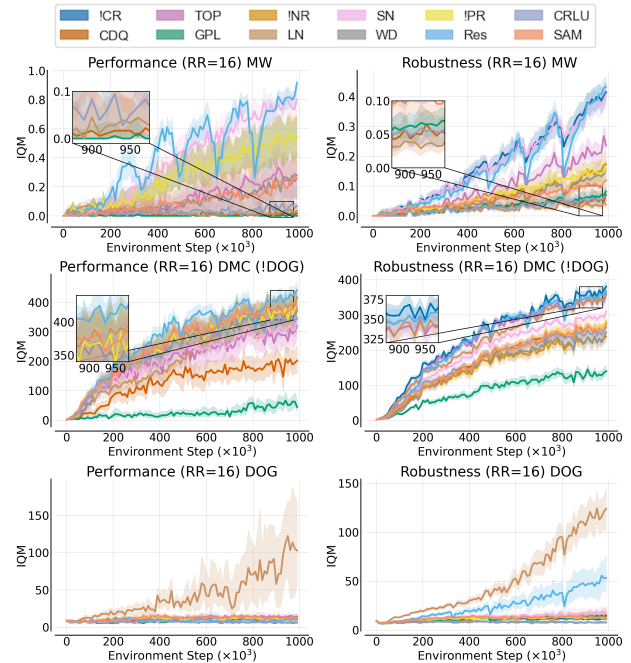 !CR TOP !NR SN !PR CRLU
CDQ GPL LN WD Res SAM
Performance (RR=16) MW
IQM
1.0
0.8
0.6
0.4
0.2
0.0
0.1
0.0
900 950
0 200 400 600 800 1000
Environment Step (×10³)
Robustness (RR=16) MW
IQM
0.4
0.3
0.2
0.1
0.0
0.10
0.05
0.00
900 950
0 200 400 600 800 1000
Environment Step (×10³)
Performance (RR=16) DMC (!DOG)
IQM
400
300
200
100
0
400
350
900 950
0 200 400 600 800 1000
Environment Step (×10³)
Robustness (RR=16) DMC (!DOG)
IQM
400
300
200
100
0
375
350
325
900 950
0 200 400 600 800 1000
Environment Step (×10³)
Performance (RR=16) DOG
IQM
150
100
50
0
0 200 400 600 800 1000
Environment Step (×10³)
Robustness (RR=16) DOG
IQM
150
100
50
0
0 200 400 600 800 1000
Environment Step (×10³)